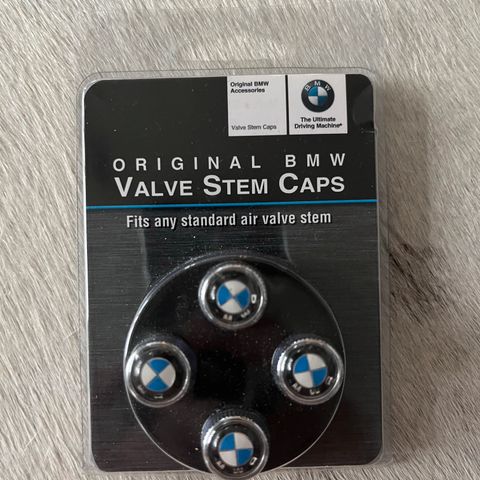 Original BMW
Accessories
Valve Stem Caps
BMW
The Ultimate
Driving Machine®
ORIGINAL BMW
VALVE STEM CAPS
Fits any standard air valve stem